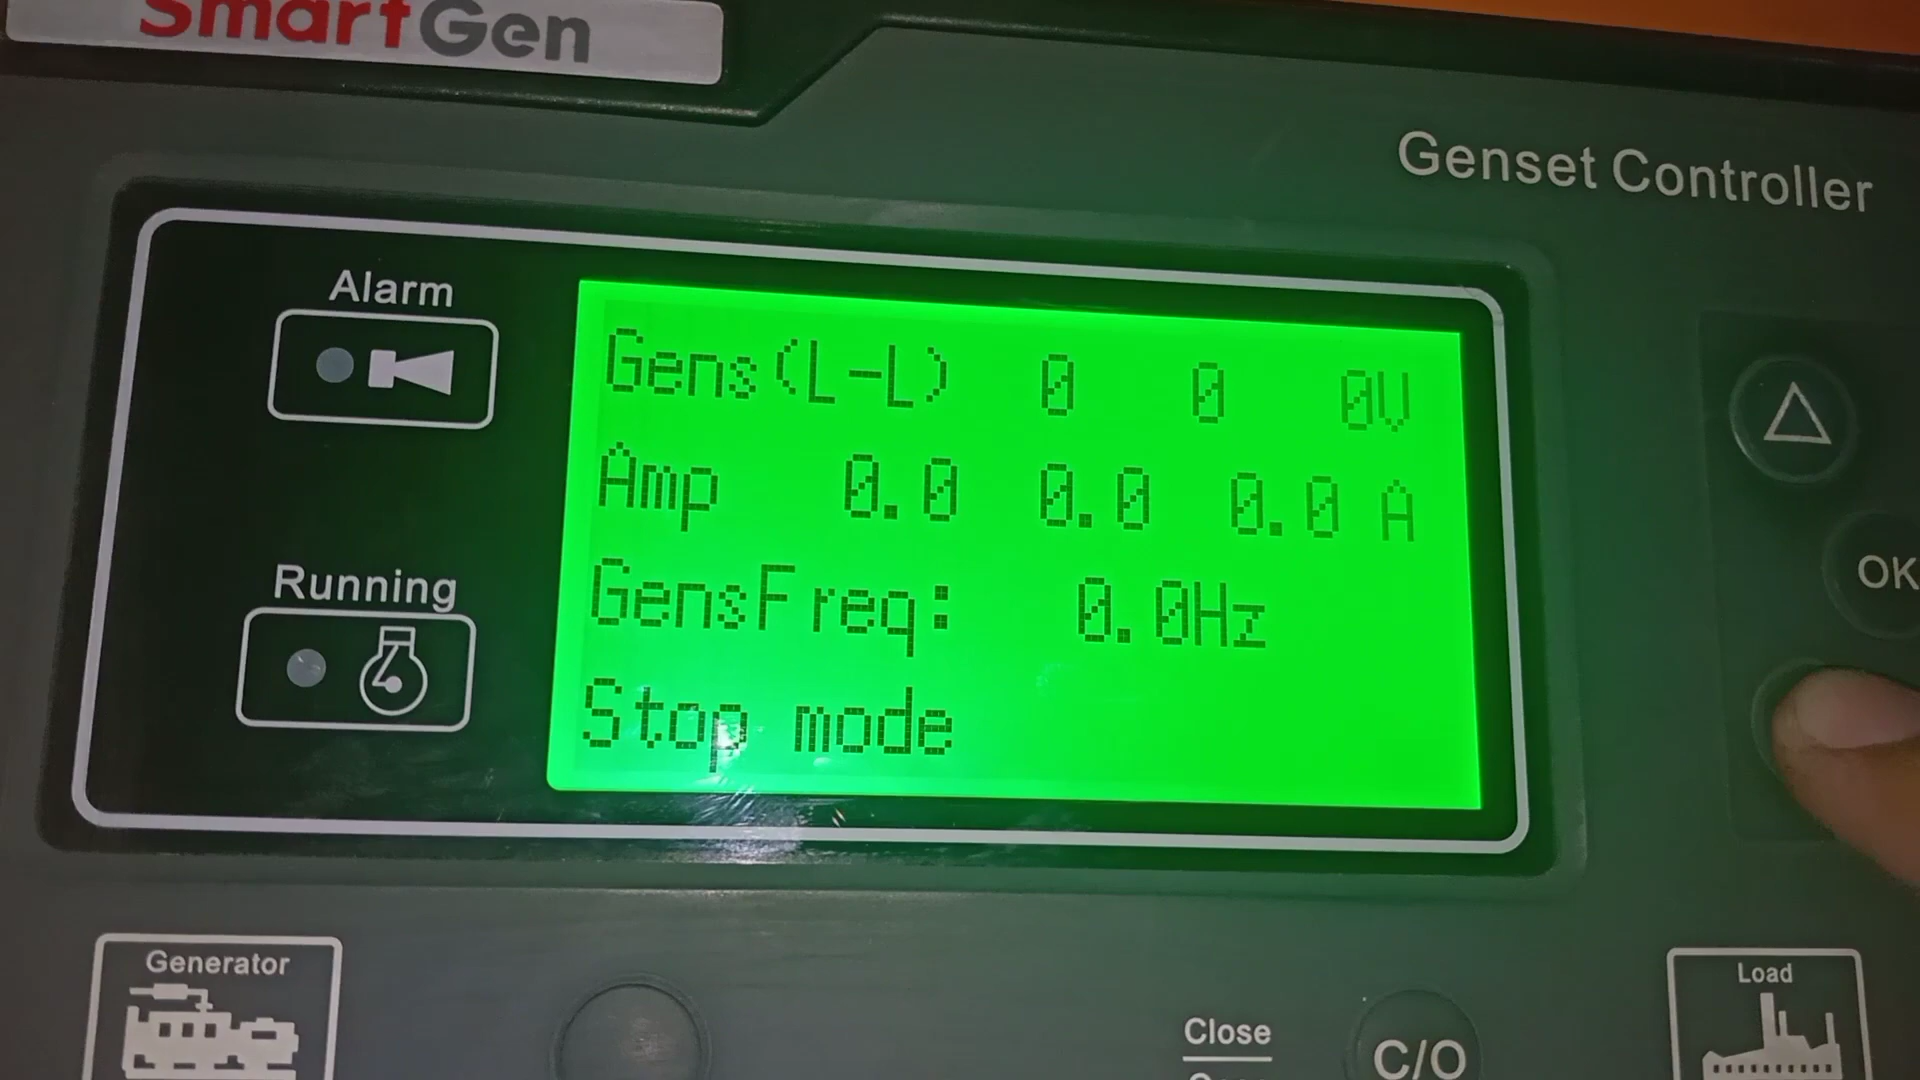 SmartGen
Genset Controller
Alarm
Gens(L-L) 0 0 0V
Amp 0.0 0.0 0.0 A
GensFreq: 0.0Hz
Stop mode
Running
OK
Generator
Close
C/O
Load